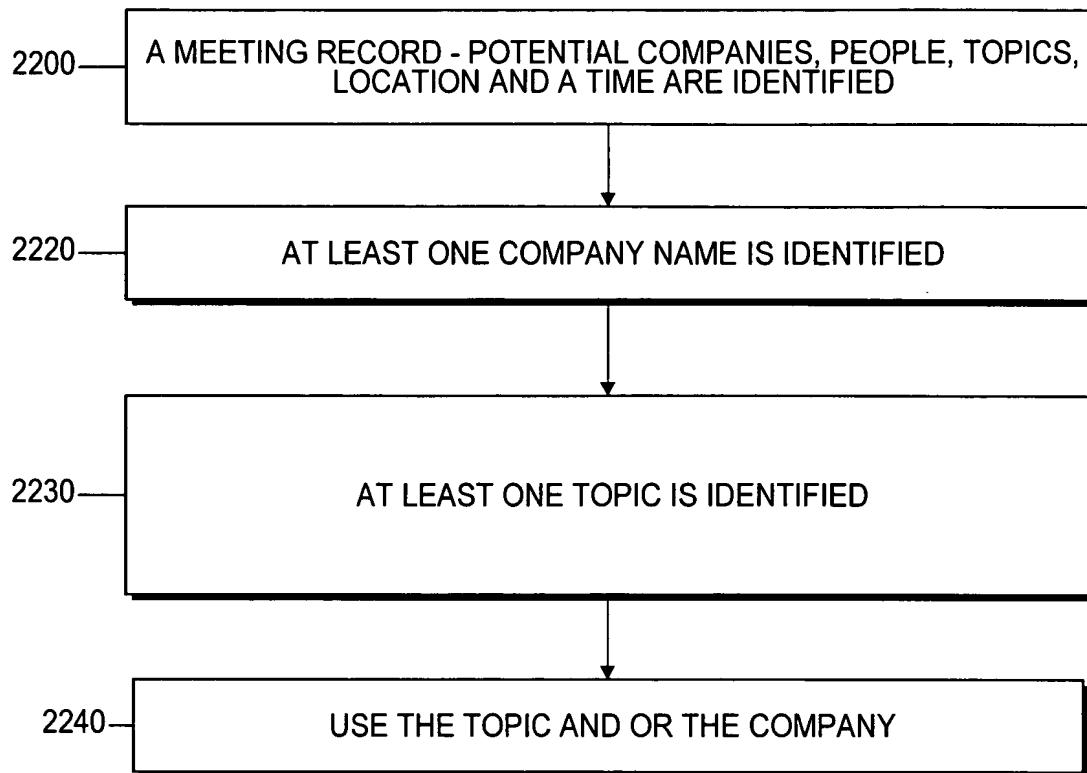 2200
A MEETING RECORD - POTENTIAL COMPANIES, PEOPLE, TOPICS,
LOCATION AND A TIME ARE IDENTIFIED
2220
AT LEAST ONE COMPANY NAME IS IDENTIFIED
2230
AT LEAST ONE TOPIC IS IDENTIFIED
2240
USE THE TOPIC AND OR THE COMPANY